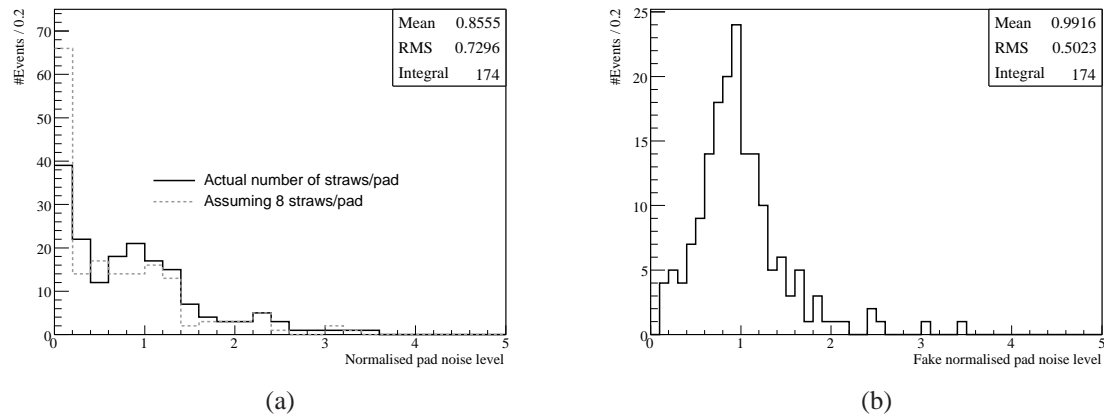 #Events / 0.2
70
60
50
40
30
20
10
0
Mean 0.8555
RMS 0.7296
Integral 174
Actual number of straws/pad
Assuming 8 straws/pad
0 1 2 3 4 5
Normalised pad noise level
(a)
#Events / 0.2
25
20
15
10
5
0
Mean 0.9916
RMS 0.5023
Integral 174
0 1 2 3 4 5
Fake normalised pad noise level
(b)